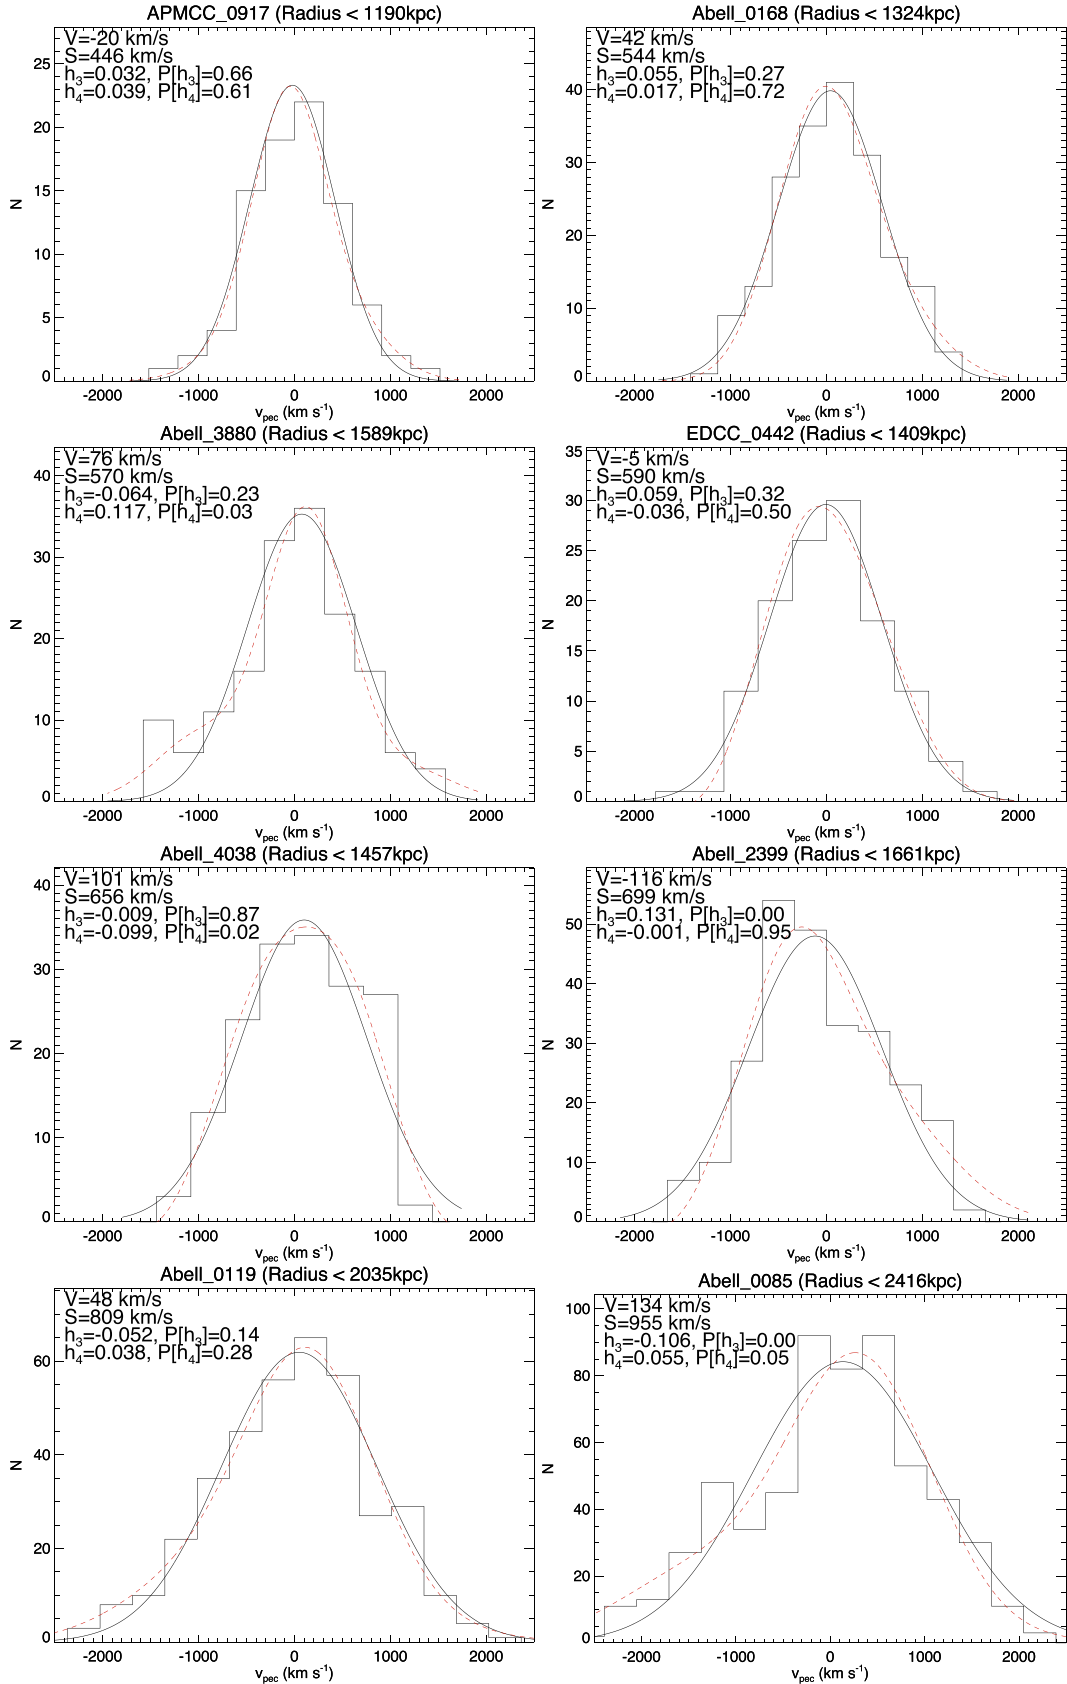 APMCC_0917 (Radius < 1190kpc)
V=-20 km/s
S=446 km/s
h3=0.032, P[h3]=0.66
h4=0.039, P[h4]=0.61
25
20
15
10
5
0
N
-2000 -1000 0 1000 2000
vpec (km s-1)
Abell_0168 (Radius < 1324kpc)
V=42 km/s
S=544 km/s
h3=0.055, P[h3]=0.27
h4=0.017, P[h4]=0.72
40
30
20
10
0
N
-2000 -1000 0 1000 2000
vpec (km s-1)
Abell_3880 (Radius < 1589kpc)
V=76 km/s
S=570 km/s
h3=-0.064, P[h3]=0.23
h4=0.117, P[h4]=0.03
40
30
20
10
0
N
-2000 -1000 0 1000 2000
vpec (km s-1)
EDCC_0442 (Radius < 1409kpc)
V=-5 km/s
S=590 km/s
h3=0.059, P[h3]=0.32
h4=-0.036, P[h4]=0.50
35
30
25
20
15
10
5
0
N
-2000 -1000 0 1000 2000
vpec (km s-1)
Abell_4038 (Radius < 1457kpc)
V=101 km/s
S=656 km/s
h3=-0.009, P[h3]=0.87
h4=-0.099, P[h4]=0.02
40
30
20
10
0
N
-2000 -1000 0 1000 2000
vpec (km s-1)
Abell_2399 (Radius < 1661kpc)
V=-116 km/s
S=699 km/s
h3=0.131, P[h3]=0.00
h4=-0.001, P[h4]=0.95
50
40
30
20
10
0
N
-2000 -1000 0 1000 2000
vpec (km s-1)
Abell_0119 (Radius < 2035kpc)
V=48 km/s
S=809 km/s
h3=-0.052, P[h3]=0.14
h4=0.038, P[h4]=0.28
60
40
20
0
N
-2000 -1000 0 1000 2000
vpec (km s-1)
Abell_0085 (Radius < 2416kpc)
V=134 km/s
S=955 km/s
h3=-0.106, P[h3]=0.00
h4=0.055, P[h4]=0.05
100
80
60
40
20
0
N
-2000 -1000 0 1000 2000
vpec (km s-1)